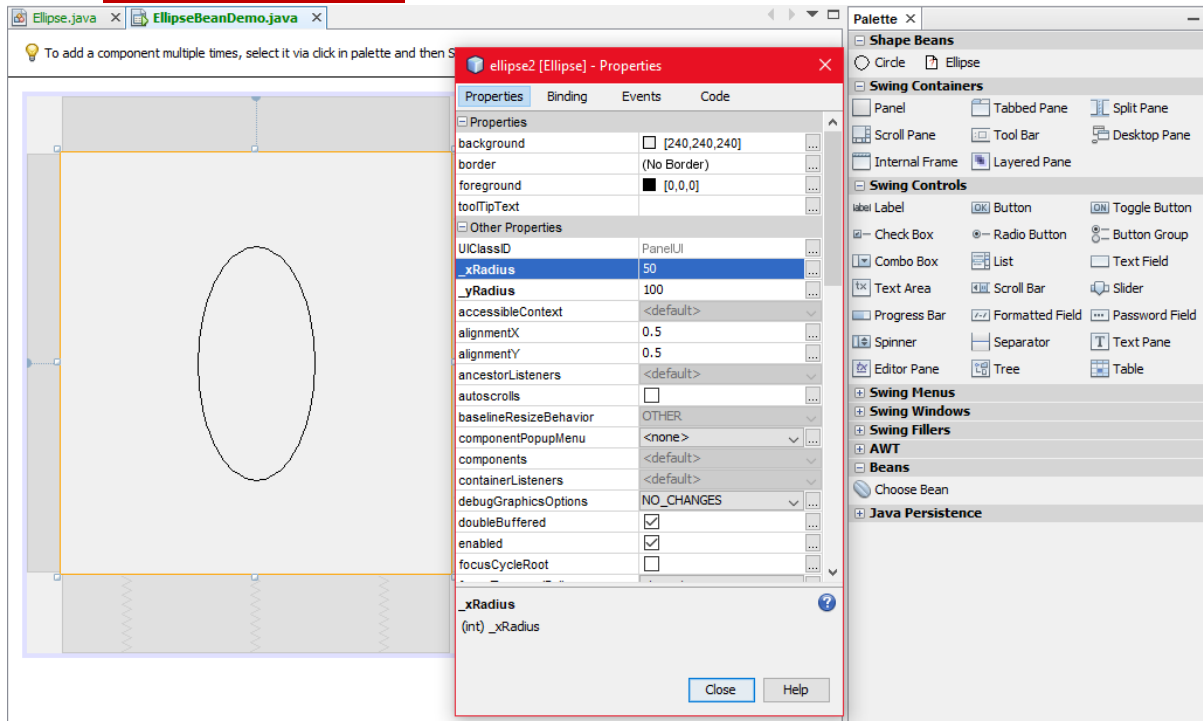 Ellipse.java
EllipseBeanDemo.java
To add a component multiple times, select it via click in palette and then S
ellipse2 [Ellipse] - Properties
Properties Binding Events Code
Properties
background [240,240,240] ...
border (No Border) ...
foreground [0,0,0] ...
toolTipText ...
Other Properties
UIClassID PanelUI ...
_xRadius 50 ...
_yRadius 100 ...
accessibleContext <default>
alignmentX 0.5 ...
alignmentY 0.5 ...
ancestorListeners <default>
autoscrolls ...
baselineResizeBehavior OTHER
componentPopupMenu <none> ...
components <default>
containerListeners <default>
debugGraphicsOptions NO_CHANGES ...
doubleBuffered ...
enabled ...
focusCycleRoot ...
_xRadius
(int) _xRadius
Close Help
Palette
Shape Beans
Circle Ellipse
Swing Containers
Panel Tabbed Pane Split Pane
Scroll Pane Tool Bar Desktop Pane
Internal Frame Layered Pane
Swing Controls
label Label OK Button ON Toggle Button
Check Box Radio Button Button Group
Combo Box List Text Field
tx Text Area Scroll Bar Slider
Progress Bar Formatted Field Password Field
Spinner Separator T Text Pane
Editor Pane Tree Table
Swing Menus
Swing Windows
Swing Fillers
AWT
Beans
Choose Bean
Java Persistence